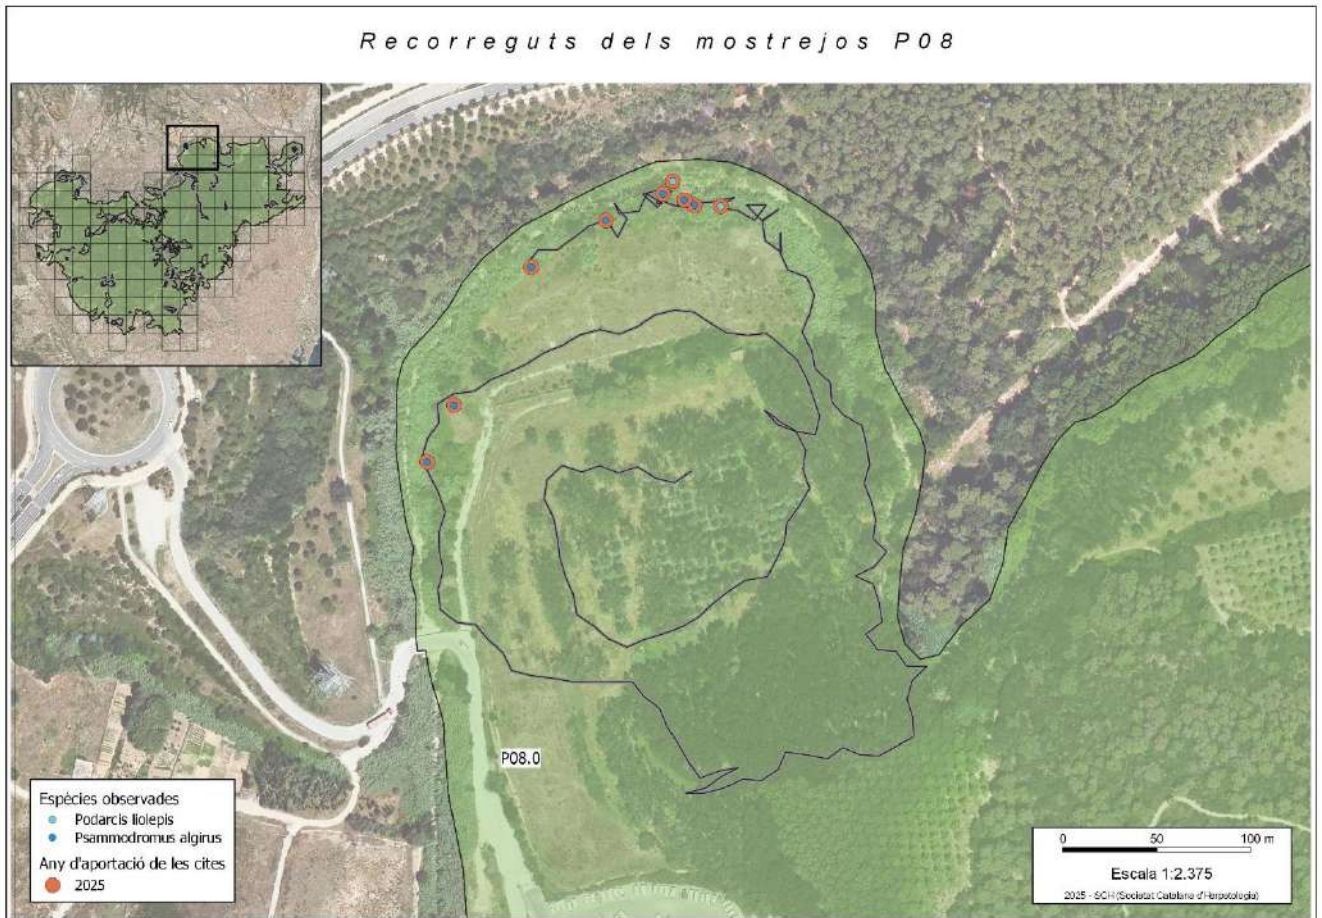 Recorreguts dels mostrejos P08
P08.0
Espècies observades
Podarcis liolepis
Psammodromus algirus
Any d'aportació de les cites
2025
0 50 100 m
Escala 1:2.375
2025 - SCH (Societat Catalana d'Herpetologia)